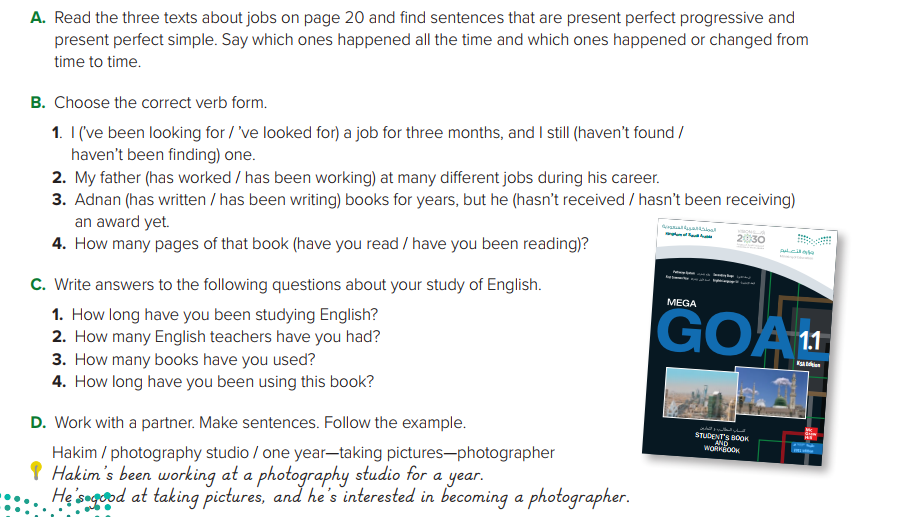 A. Read the three texts about jobs on page 20 and find sentences that are present perfect progressive and
present perfect simple. Say which ones happened all the time and which ones happened or changed from
time to time.
B. Choose the correct verb form.
1. I (’ve been looking for / ’ve looked for) a job for three months, and I still (haven’t found /
haven’t been finding) one.
2. My father (has worked / has been working) at many different jobs during his career.
3. Adnan (has written / has been writing) books for years, but he (hasn’t received / hasn’t been receiving)
an award yet.
4. How many pages of that book (have you read / have you been reading)?
C. Write answers to the following questions about your study of English.
1. How long have you been studying English?
2. How many English teachers have you had?
3. How many books have you used?
4. How long have you been using this book?
D. Work with a partner. Make sentences. Follow the example.
Hakim / photography studio / one year—taking pictures—photographer
Hakim’s been working at a photography studio for a year.
He’s good at taking pictures, and he’s interested in becoming a photographer.
المملكة العربية السعودية
Kingdom of Saudi Arabia
2030
وزارة التعليم
MEGA
GOAL
1.1
KSA Edition
STUDENT'S BOOK
AND
WORKBOOK